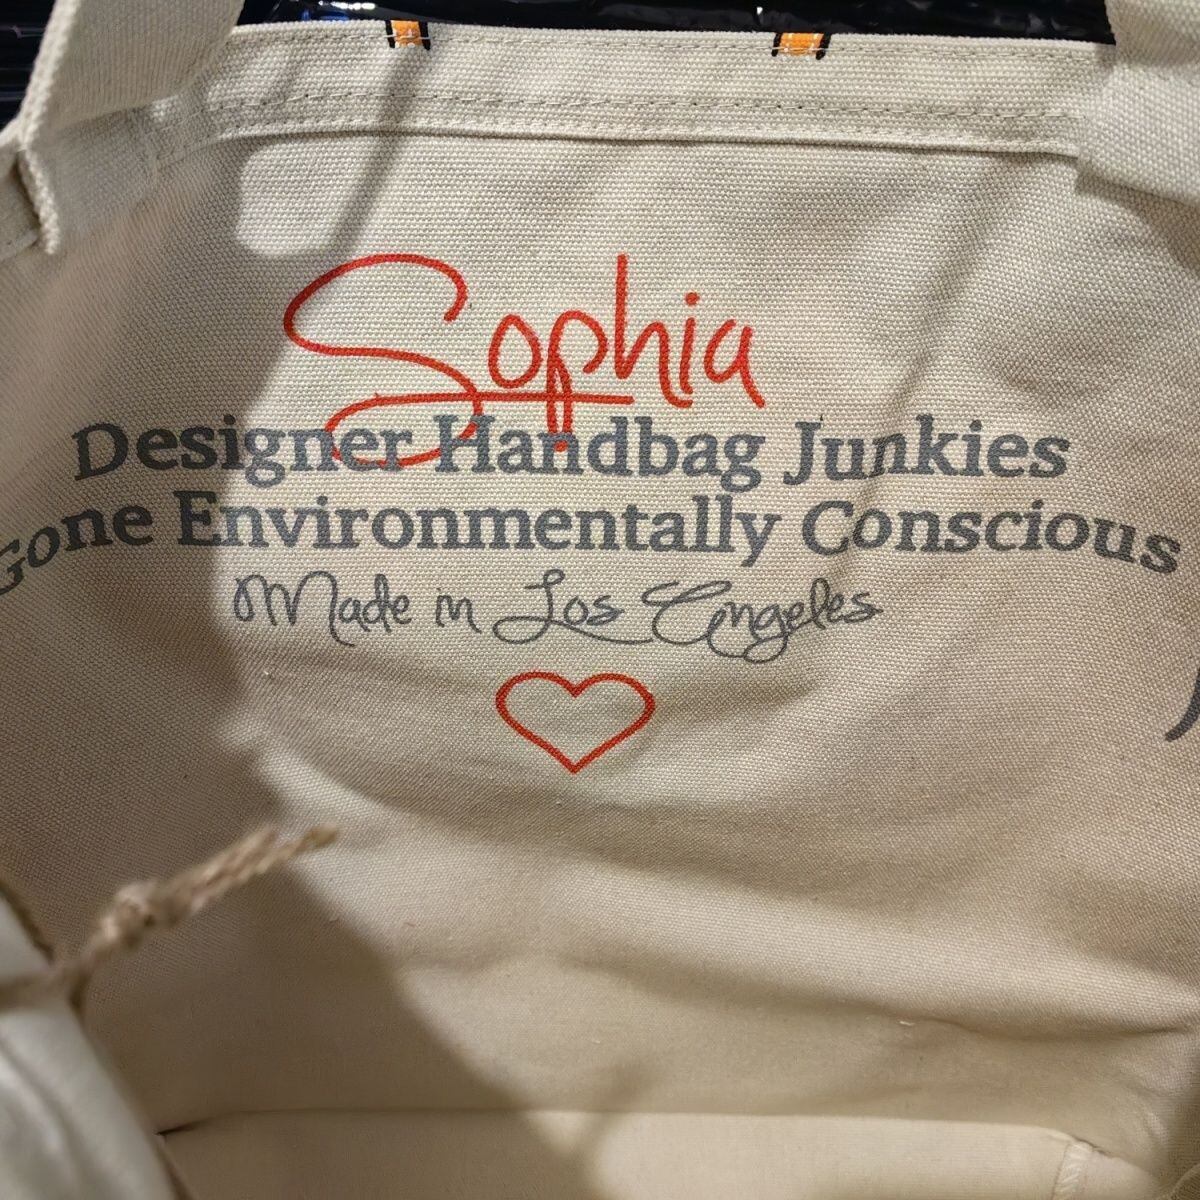 Sophia
Designer Handbag Junkies
Gone Environmentally Conscious
Made in Los Angeles